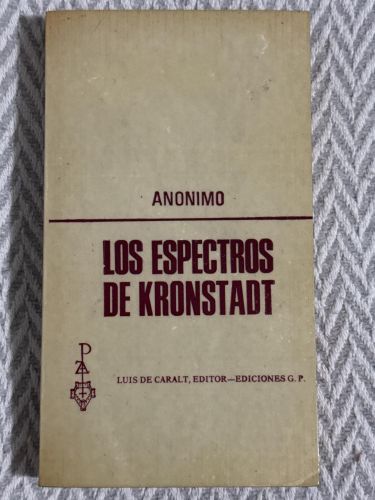 ANONIMO
LOS ESPECTROS
DE KRONSTADT
P
LUIS DE CARALT, EDITOR—EDICIONES G. P.